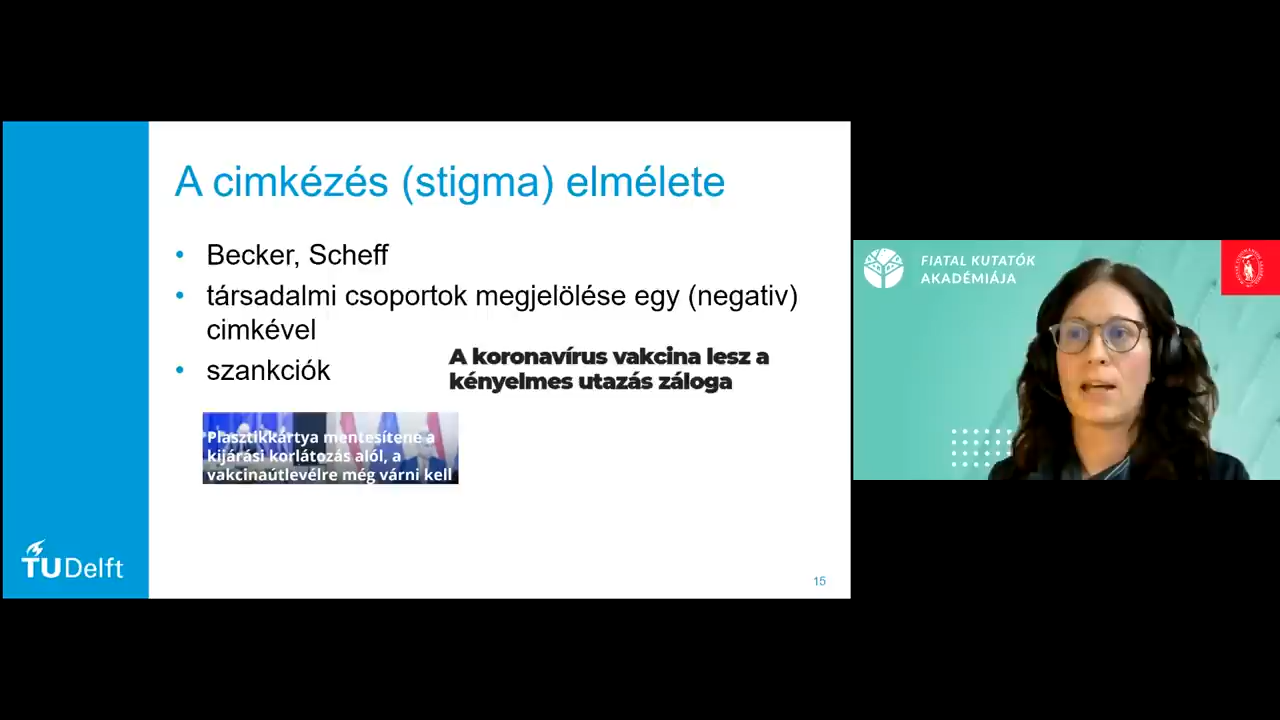 A cimkézés (stigma) elmélete
• Becker, Scheff
• társadalmi csoportok megjelölése egy (negativ)
cimkével
• szankciók
A koronavírus vakcina lesz a
kényelmes utazás záloga
Plasztikkártya mentesítene a
kijárási korlátozás alól, a
vakcinaútlevélre még várni kell
TUDelft
15
FIATAL KUTATÓK
AKADÉMIÁJA